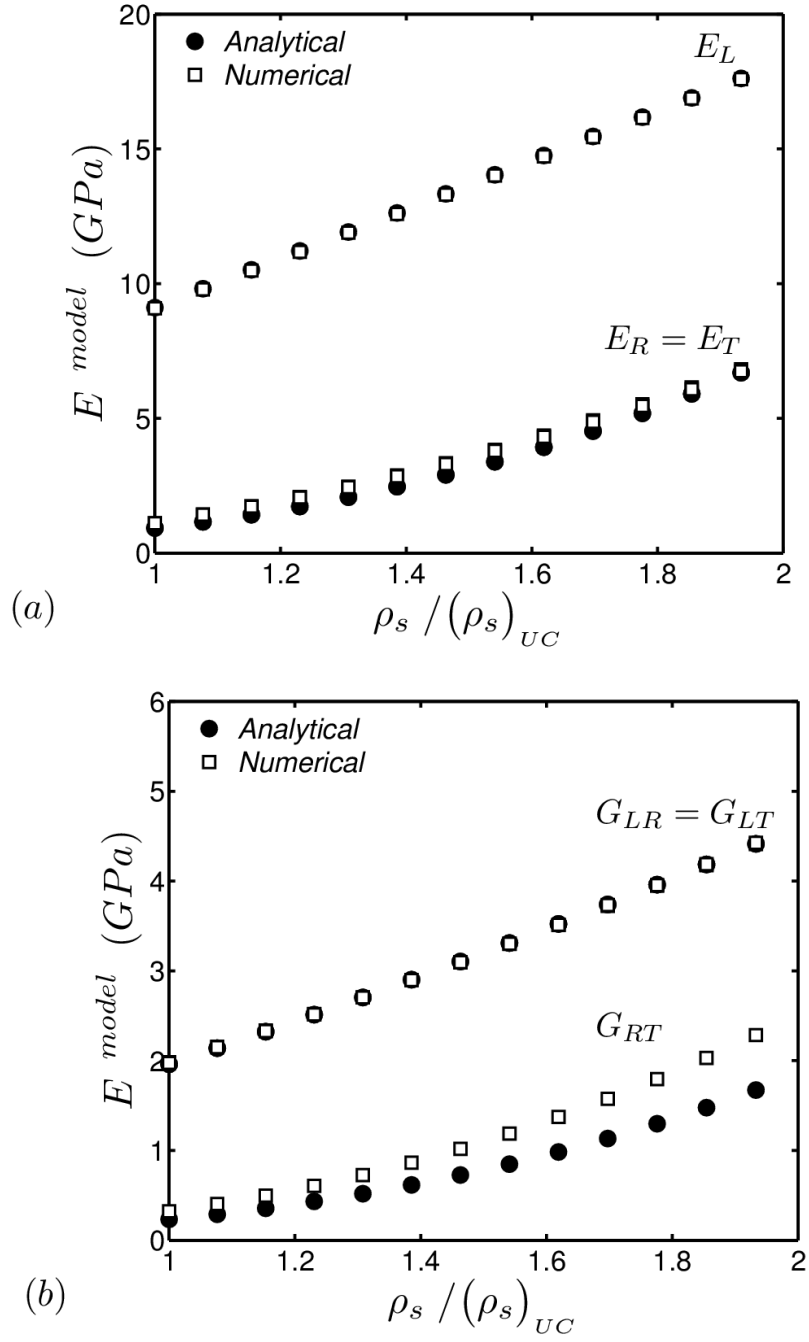 20
Analytical
Numerical
E_L
15
10
E_R = E_T
5
0
E model (GPa)
1 1.2 1.4 1.6 1.8 2
(a)
ρ_s / (ρ_s)_UC
6
Analytical
Numerical
5
G_LR = G_LT
4
3
G_RT
2
1
0
E model (GPa)
1 1.2 1.4 1.6 1.8 2
(b)
ρ_s / (ρ_s)_UC